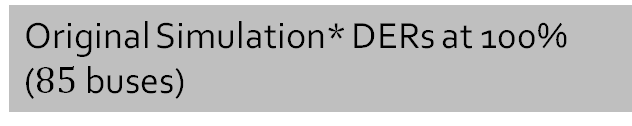 Original Simulation* DERs at 100%
(85 buses)